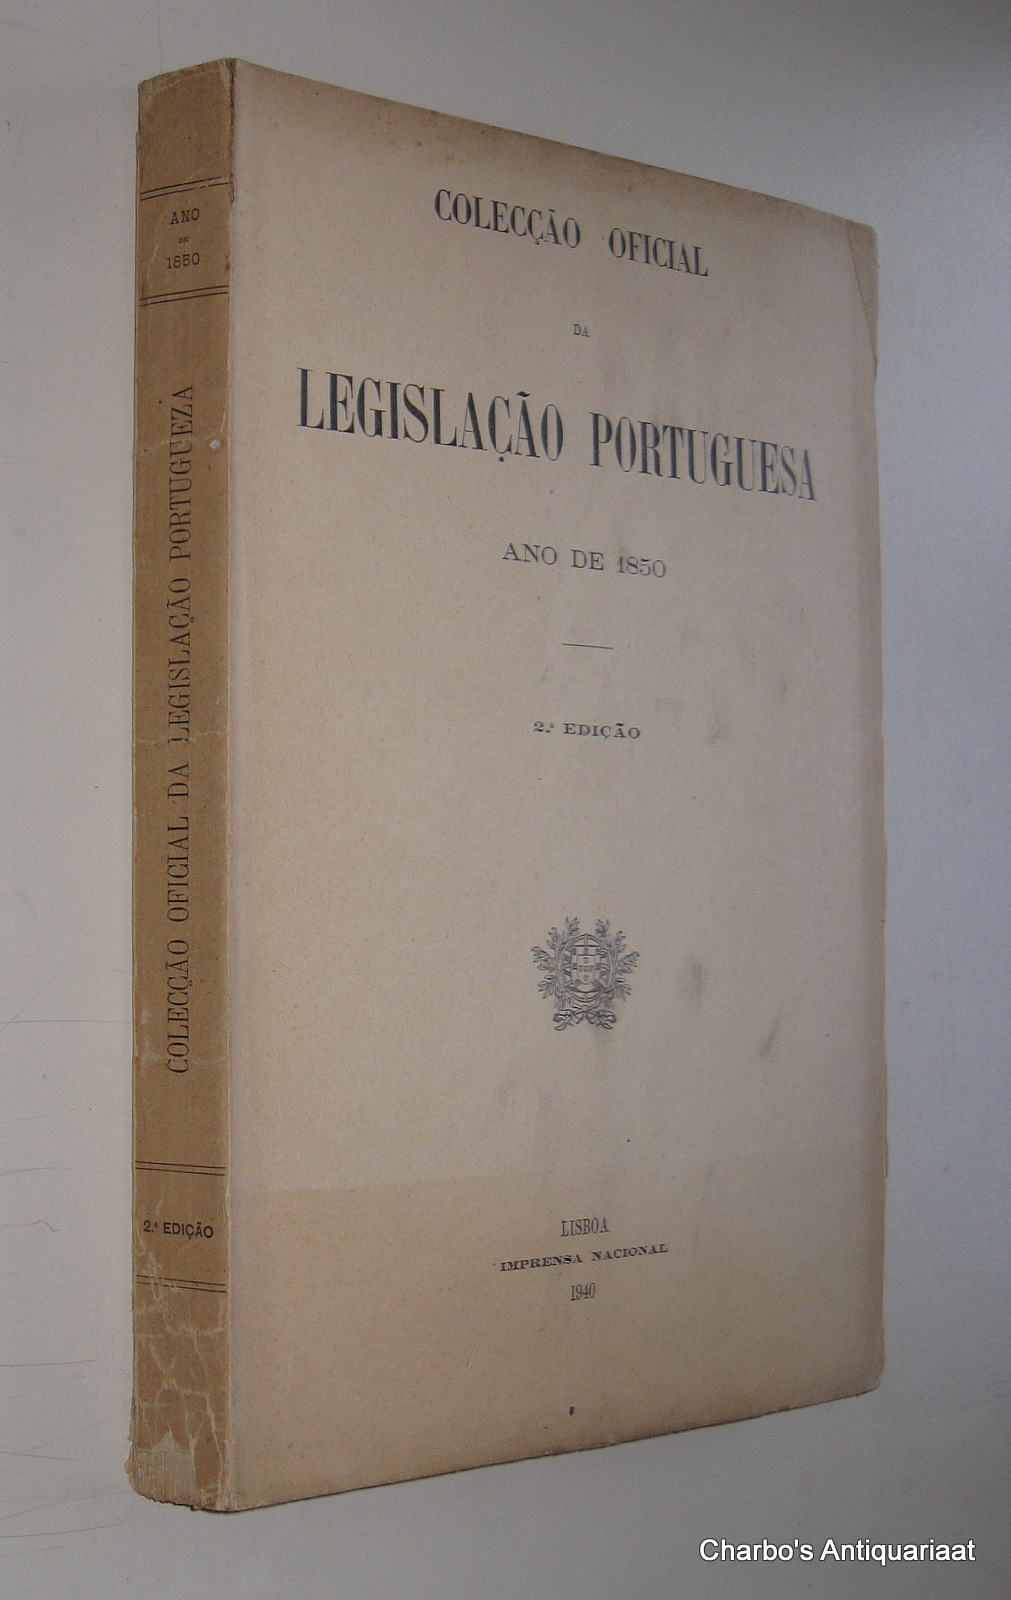 ANO
DE
1850
COLECÇÃO OFICIAL DA LEGISLAÇÃO PORTUGUEZA
2.ª EDIÇÃO
COLECÇÃO OFICIAL
DA
LEGISLAÇÃO PORTUGUESA
ANO DE 1850
2.ª EDIÇÃO
LISBOA
IMPRENSA NACIONAL
1940
Charbo's Antiquariaat